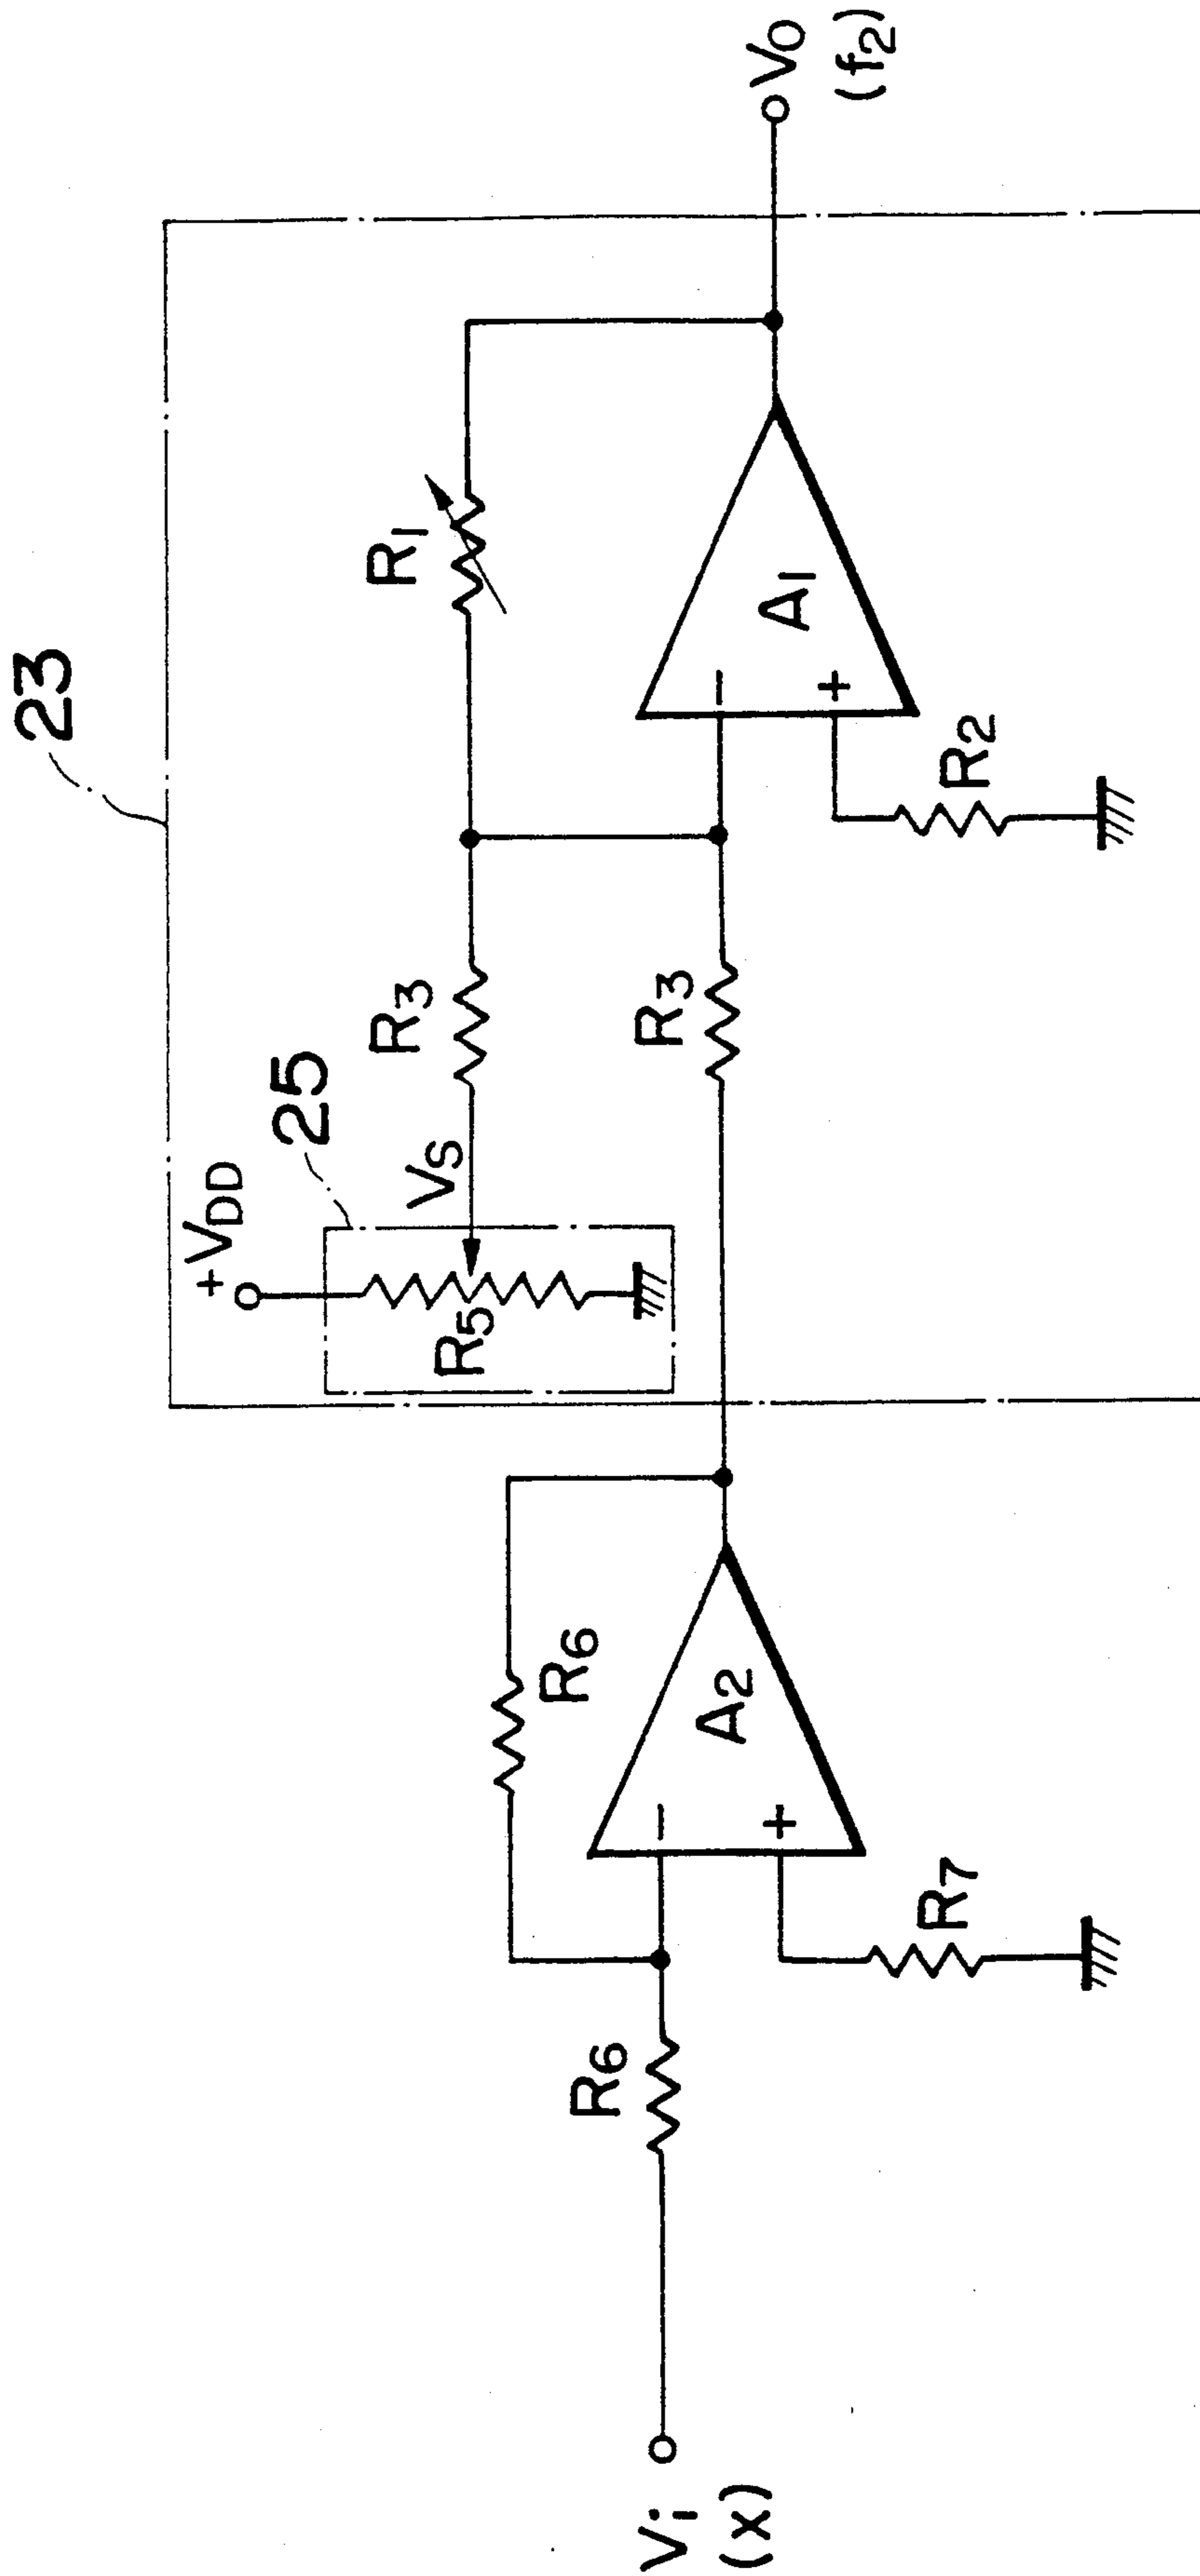 23
+VDD
25
VS
R5
R3
R1
R3
A1
−
+
R2
VO
(f2)
R6
R6
A2
−
+
R7
Vi
(x)